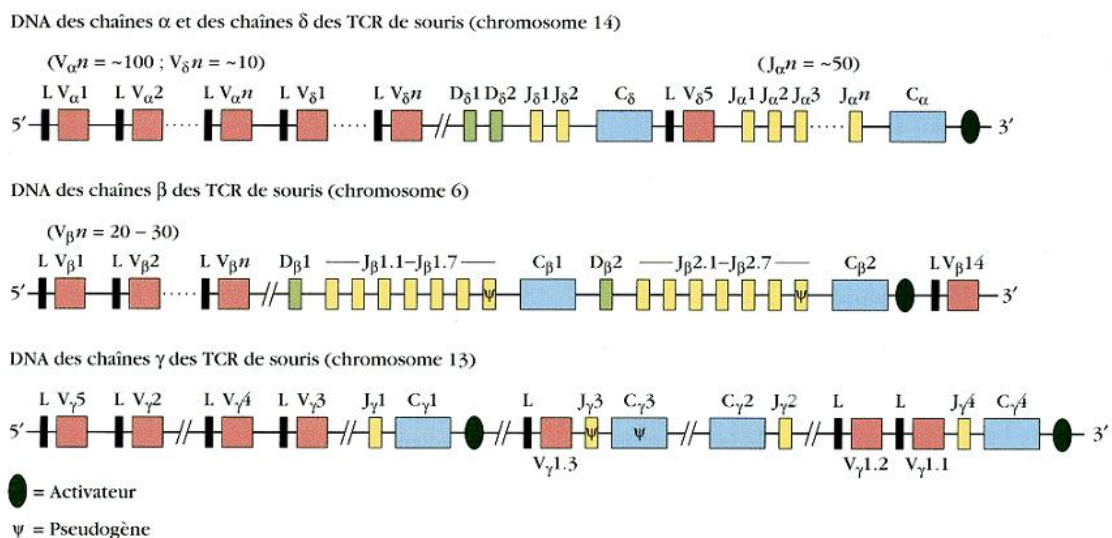 DNA des chaînes α et des chaînes δ des TCR de souris (chromosome 14)
(Vαn = ~100 ; Vδn = ~10)
(Jαn = ~50)
L Vα1 L Vα2 L Vαn L Vδ1 L Vδn Dδ1 Dδ2 Jδ1 Jδ2 Cδ L Vδ5 Jα1 Jα2 Jα3 Jαn Cα
5′ 3′
DNA des chaînes β des TCR de souris (chromosome 6)
(Vβn = 20 – 30)
L Vβ1 L Vβ2 L Vβn Dβ1 Jβ1.1–Jβ1.7 Cβ1 Dβ2 Jβ2.1–Jβ2.7 Cβ2 L Vβ14
5′ ψ ψ 3′
DNA des chaînes γ des TCR de souris (chromosome 13)
L Vγ5 L Vγ2 L Vγ4 L Vγ3 Jγ1 Cγ1 L Jγ3 Cγ3 Cγ2 Jγ2 L L Jγ4 Cγ4
5′ ψ ψ 3′
Vγ1.3 Vγ1.2 Vγ1.1
= Activateur
ψ = Pseudogène